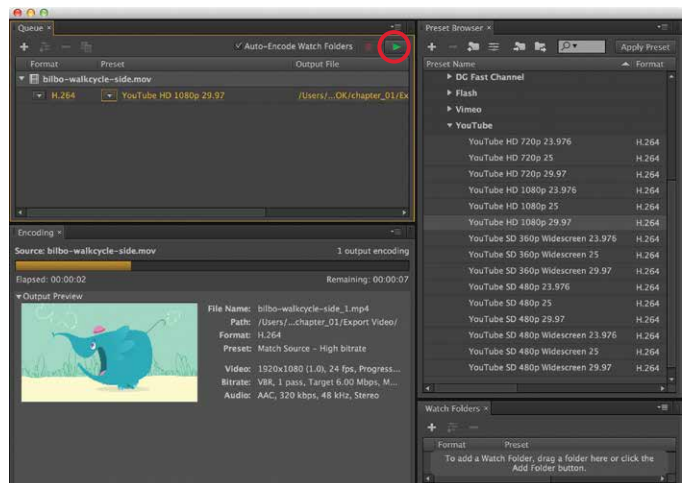 Queue ×
Auto-Encode Watch Folders
Format Preset Output File
bilbo-walkcycle-side.mov
H.264 YouTube HD 1080p 29.97 /Users/...OK/chapter_01/Ex
Encoding ×
Source: bilbo-walkcycle-side.mov 1 output encoding
Elapsed: 00:00:02 Remaining: 00:00:07
Output Preview
File Name: bilbo-walkcycle-side_1.mp4
Path: /Users/...chapter_01/Export Video/
Format: H.264
Preset: Match Source - High bitrate
Video: 1920x1080 (1.0), 24 fps, Progress...
Bitrate: VBR, 1 pass, Target 6.00 Mbps, M...
Audio: AAC, 320 kbps, 48 kHz, Stereo
Preset Browser ×
Apply Preset
Preset Name Format
DG Fast Channel
Flash
Vimeo
YouTube
YouTube HD 720p 23.976 H.264
YouTube HD 720p 25 H.264
YouTube HD 720p 29.97 H.264
YouTube HD 1080p 23.976 H.264
YouTube HD 1080p 25 H.264
YouTube HD 1080p 29.97 H.264
YouTube SD 360p Widescreen 23.976 H.264
YouTube SD 360p Widescreen 25 H.264
YouTube SD 360p Widescreen 29.97 H.264
YouTube SD 480p 23.976 H.264
YouTube SD 480p 25 H.264
YouTube SD 480p 29.97 H.264
YouTube SD 480p Widescreen 23.976 H.264
YouTube SD 480p Widescreen 25 H.264
YouTube SD 480p Widescreen 29.97 H.264
Watch Folders ×
Format Preset
To add a Watch Folder, drag a folder here or click the
Add Folder button.